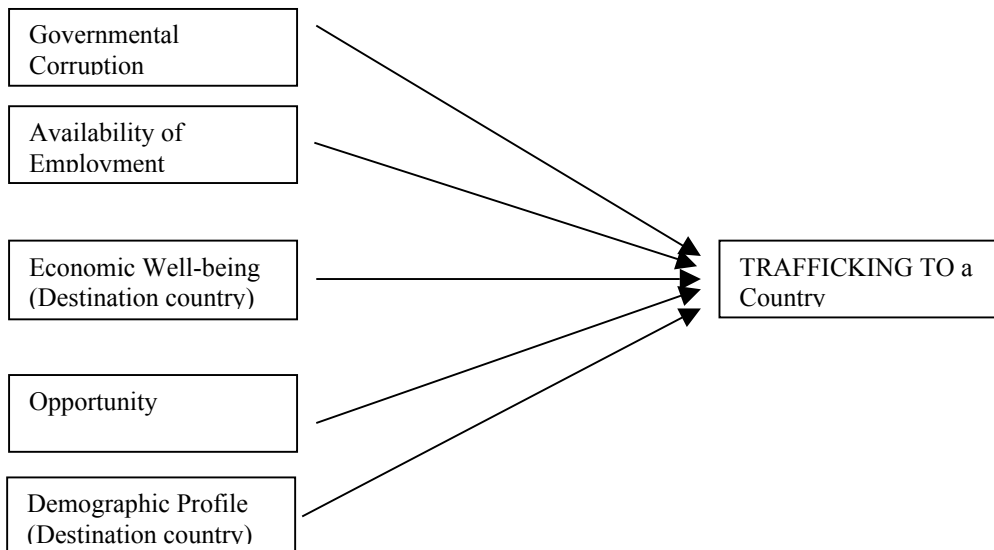 Governmental
Corruption
Availability of
Employment
Economic Well-being
(Destination country)
TRAFFICKING TO a
Country
Opportunity
Demographic Profile
(Destination country)